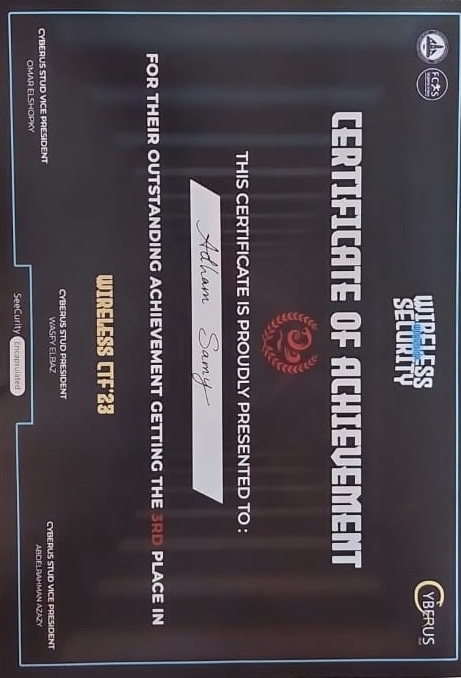 FCIS
WIRELESS
SECURITY
CYBERUS
CERTIFICATE OF ACHIEVEMENT
THIS CERTIFICATE IS PROUDLY PRESENTED TO :
Adham Samy
FOR THEIR OUTSTANDING ACHIEVEMENT GETTING THE 3RD PLACE IN
WIRELESS CTF'23
CYBERUS STUD VICE PRESIDENT
OMAR ELSHOPKY
CYBERUS STUD PRESIDENT
WASFY ELBAZ
CYBERUS STUD VICE PRESIDENT
ABDELRAHMAN AZAZY
SeeCurity Encapsulated